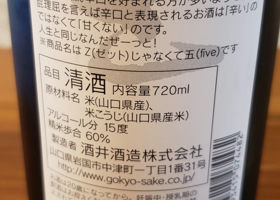 屁理屈を言えば辛口と表現されるお酒は「辛い」の
ではなくて「甘くない」のです。
人生と同じなんだぜーっと!
※商品名は Z(ゼット)じゃなくて五(five)です
品目 清酒 内容量720ml
原材料名 米(山口県産)、
米こうじ(山口県産米)
アルコール分 15度
精米歩合 60%
製造者 酒井酒造株式会社
山口県岩国市中津町一丁目1番31号
http://www.gokyo-sake.co.jp/